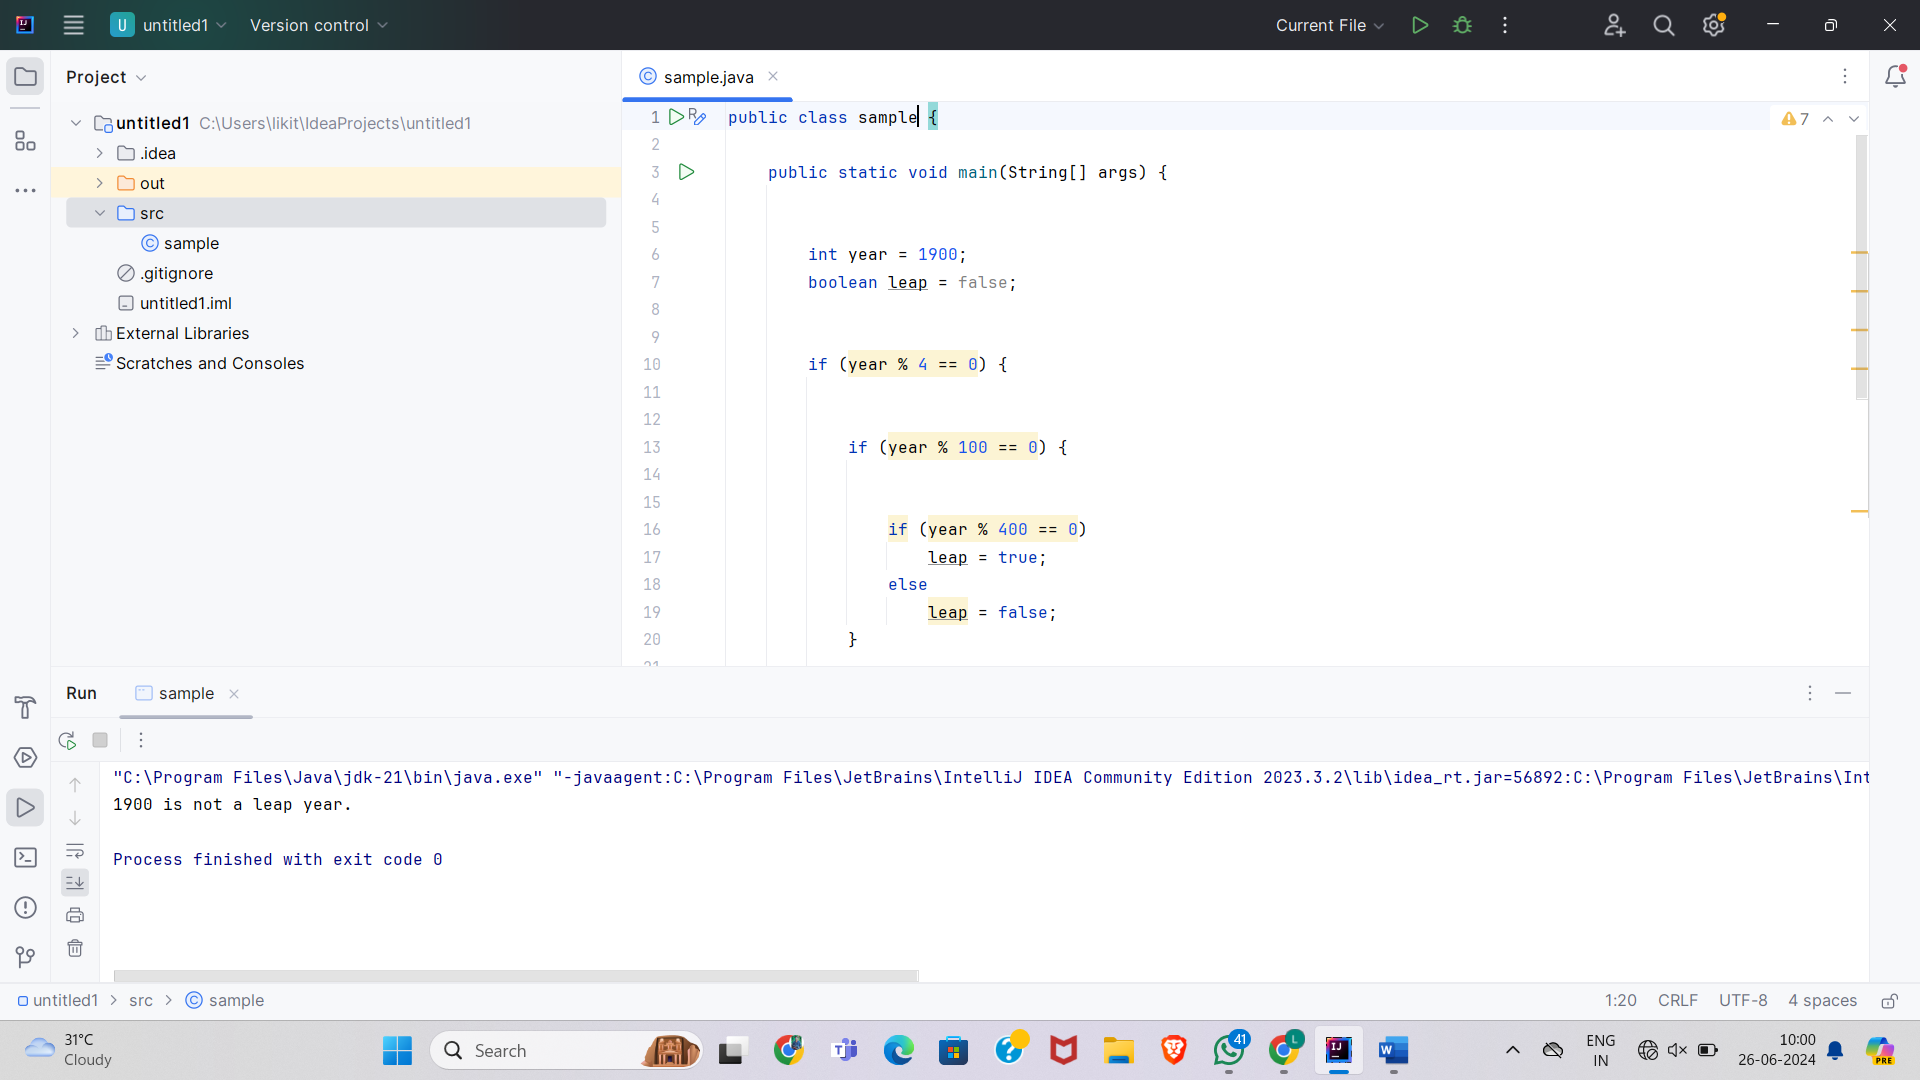 untitled1
Version control
Current File
Project
sample.java
untitled1 C:\Users\likit\IdeaProjects\untitled1
.idea
out
src
sample
.gitignore
untitled1.iml
External Libraries
Scratches and Consoles
7
1 public class sample {
2
3 public static void main(String[] args) {
4
5
6 int year = 1900;
7 boolean leap = false;
8
9
10 if (year % 4 == 0) {
11
12
13 if (year % 100 == 0) {
14
15
16 if (year % 400 == 0)
17 leap = true;
18 else
19 leap = false;
20 }
21
Run
sample
"C:\Program Files\Java\jdk-21\bin\java.exe" "-javaagent:C:\Program Files\JetBrains\IntelliJ IDEA Community Edition 2023.3.2\lib\idea_rt.jar=56892:C:\Program Files\JetBrains\Int
1900 is not a leap year.
Process finished with exit code 0
untitled1 > src > sample
1:20 CRLF UTF-8 4 spaces
31°C
Cloudy
Search
41
L
ENG
IN
10:00
26-06-2024
PRE